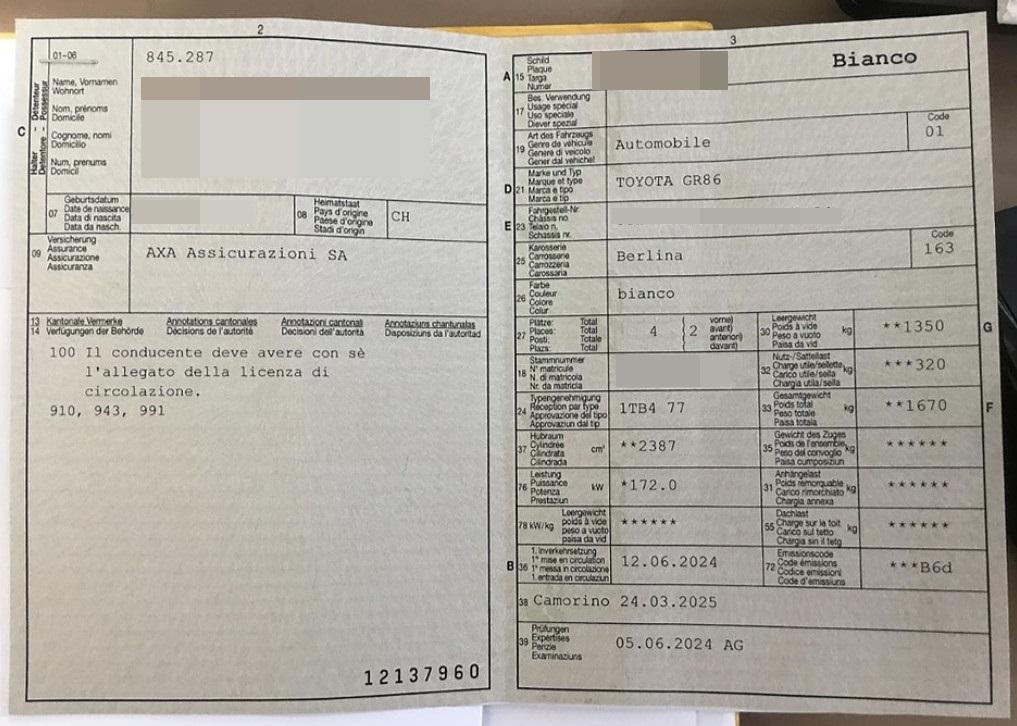 2
01-06
845.287
C
Halter Detenteur
Detentore - Possessur
Name, Vornamen
Wohnort
Nom, prénoms
Domicile
Cognome, nomi
Domicilio
Num, prenums
Domicil
07
Geburtsdatum
Date de naissance
Data di nascita
Data da nasch.
08
Heimatstaat
Pays d'origine
Paese d'origine
Stadi d'origin
CH
09
Versicherung
Assurance
Assicurazione
Assicuranza
AXA Assicurazioni SA
13 Kantonale Vermerke Annotations cantonales Annotazioni cantonali Annotaziuns chantunalas
14 Verfügungen der Behörde Décisions de l'autorité Decisioni dell'autorità Disposiziuns da l'autoritad
100 Il conducente deve avere con sè
l'allegato della licenza di
circolazione.
910, 943, 991
12137960
3
A 15
Schild
Plaque
Targa
Numer
Bianco
17
Bes. Verwendung
Usage spécial
Uso speciale
Diever spezial
19
Art des Fahrzeugs
Genre de véhicule
Genere di veicolo
Gener dal vehichel
Automobile
Code
01
D 21
Marke und Typ
Marque et type
Marca e tipo
Marca e tip
TOYOTA GR86
E 23
Fahrgestell-Nr.
Châssis no
Telaio n.
Schassis nr.
25
Karosserie
Carrosserie
Carrozzeria
Carossaria
Berlina
Code
163
26
Farbe
Couleur
Colore
Colur
bianco
27
Plätze: Total
Places: Total
Posti: Totale
Plazs: Total
4 2
vorne)
avant)
anteriori)
davant)
30
Leergewicht
Poids à vide
Peso a vuoto
Paisa da vid
kg
**1350
G
18
Stammnummer
N° matricule
N. di matricola
Nr. da matricla
32
Nutz-/Sattellast
Charge utile/sellette
Carico utile/sella
Chargia utila/sella
kg
***320
24
Typengenehmigung
Réception par type
Approvazione del tipo
Approvaziun dal tip
1TB4 77
33
Gesamtgewicht
Poids total
Peso totale
Paisa totala
kg
**1670
F
37
Hubraum
Cylindrée
Cilindrata
Cilindrada
cm³
**2387
35
Gewicht des Zuges
Poids de l'ensemble
Peso del convoglio
Paisa cumposiziun
kg
******
76
Leistung
Puissance
Potenza
Prestaziun
kW
*172.0
31
Anhängelast
Poids remorquable
Carico rimorchiato
Chargia annexa
kg
******
78 kW/kg
Leergewicht
poids à vide
peso a vuoto
paisa da vid
******
55
Dachlast
Charge sur le toit
Carico sul tetto
Chargia sin il tetg
kg
******
B 36
1. Inverkehrsetzung
1re mise en circulation
1a messa in circolazione
1. entrada en circulaziun
12.06.2024
72
Emissionscode
Code émissions
Codice emissioni
Code d'emissiuns
***B6d
38 Camorino 24.03.2025
39
Prüfungen
Expertises
Perizie
Examinaziuns
05.06.2024 AG